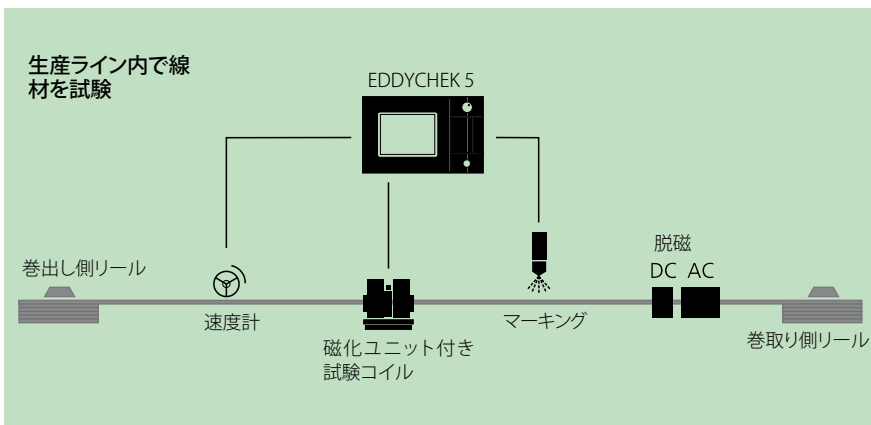 生産ライン内で線
材を試験
EDDYCHEK 5
脱磁
DC AC
巻出し側リール
速度計
マーキング
巻取り側リール
磁化ユニット付き
試験コイル